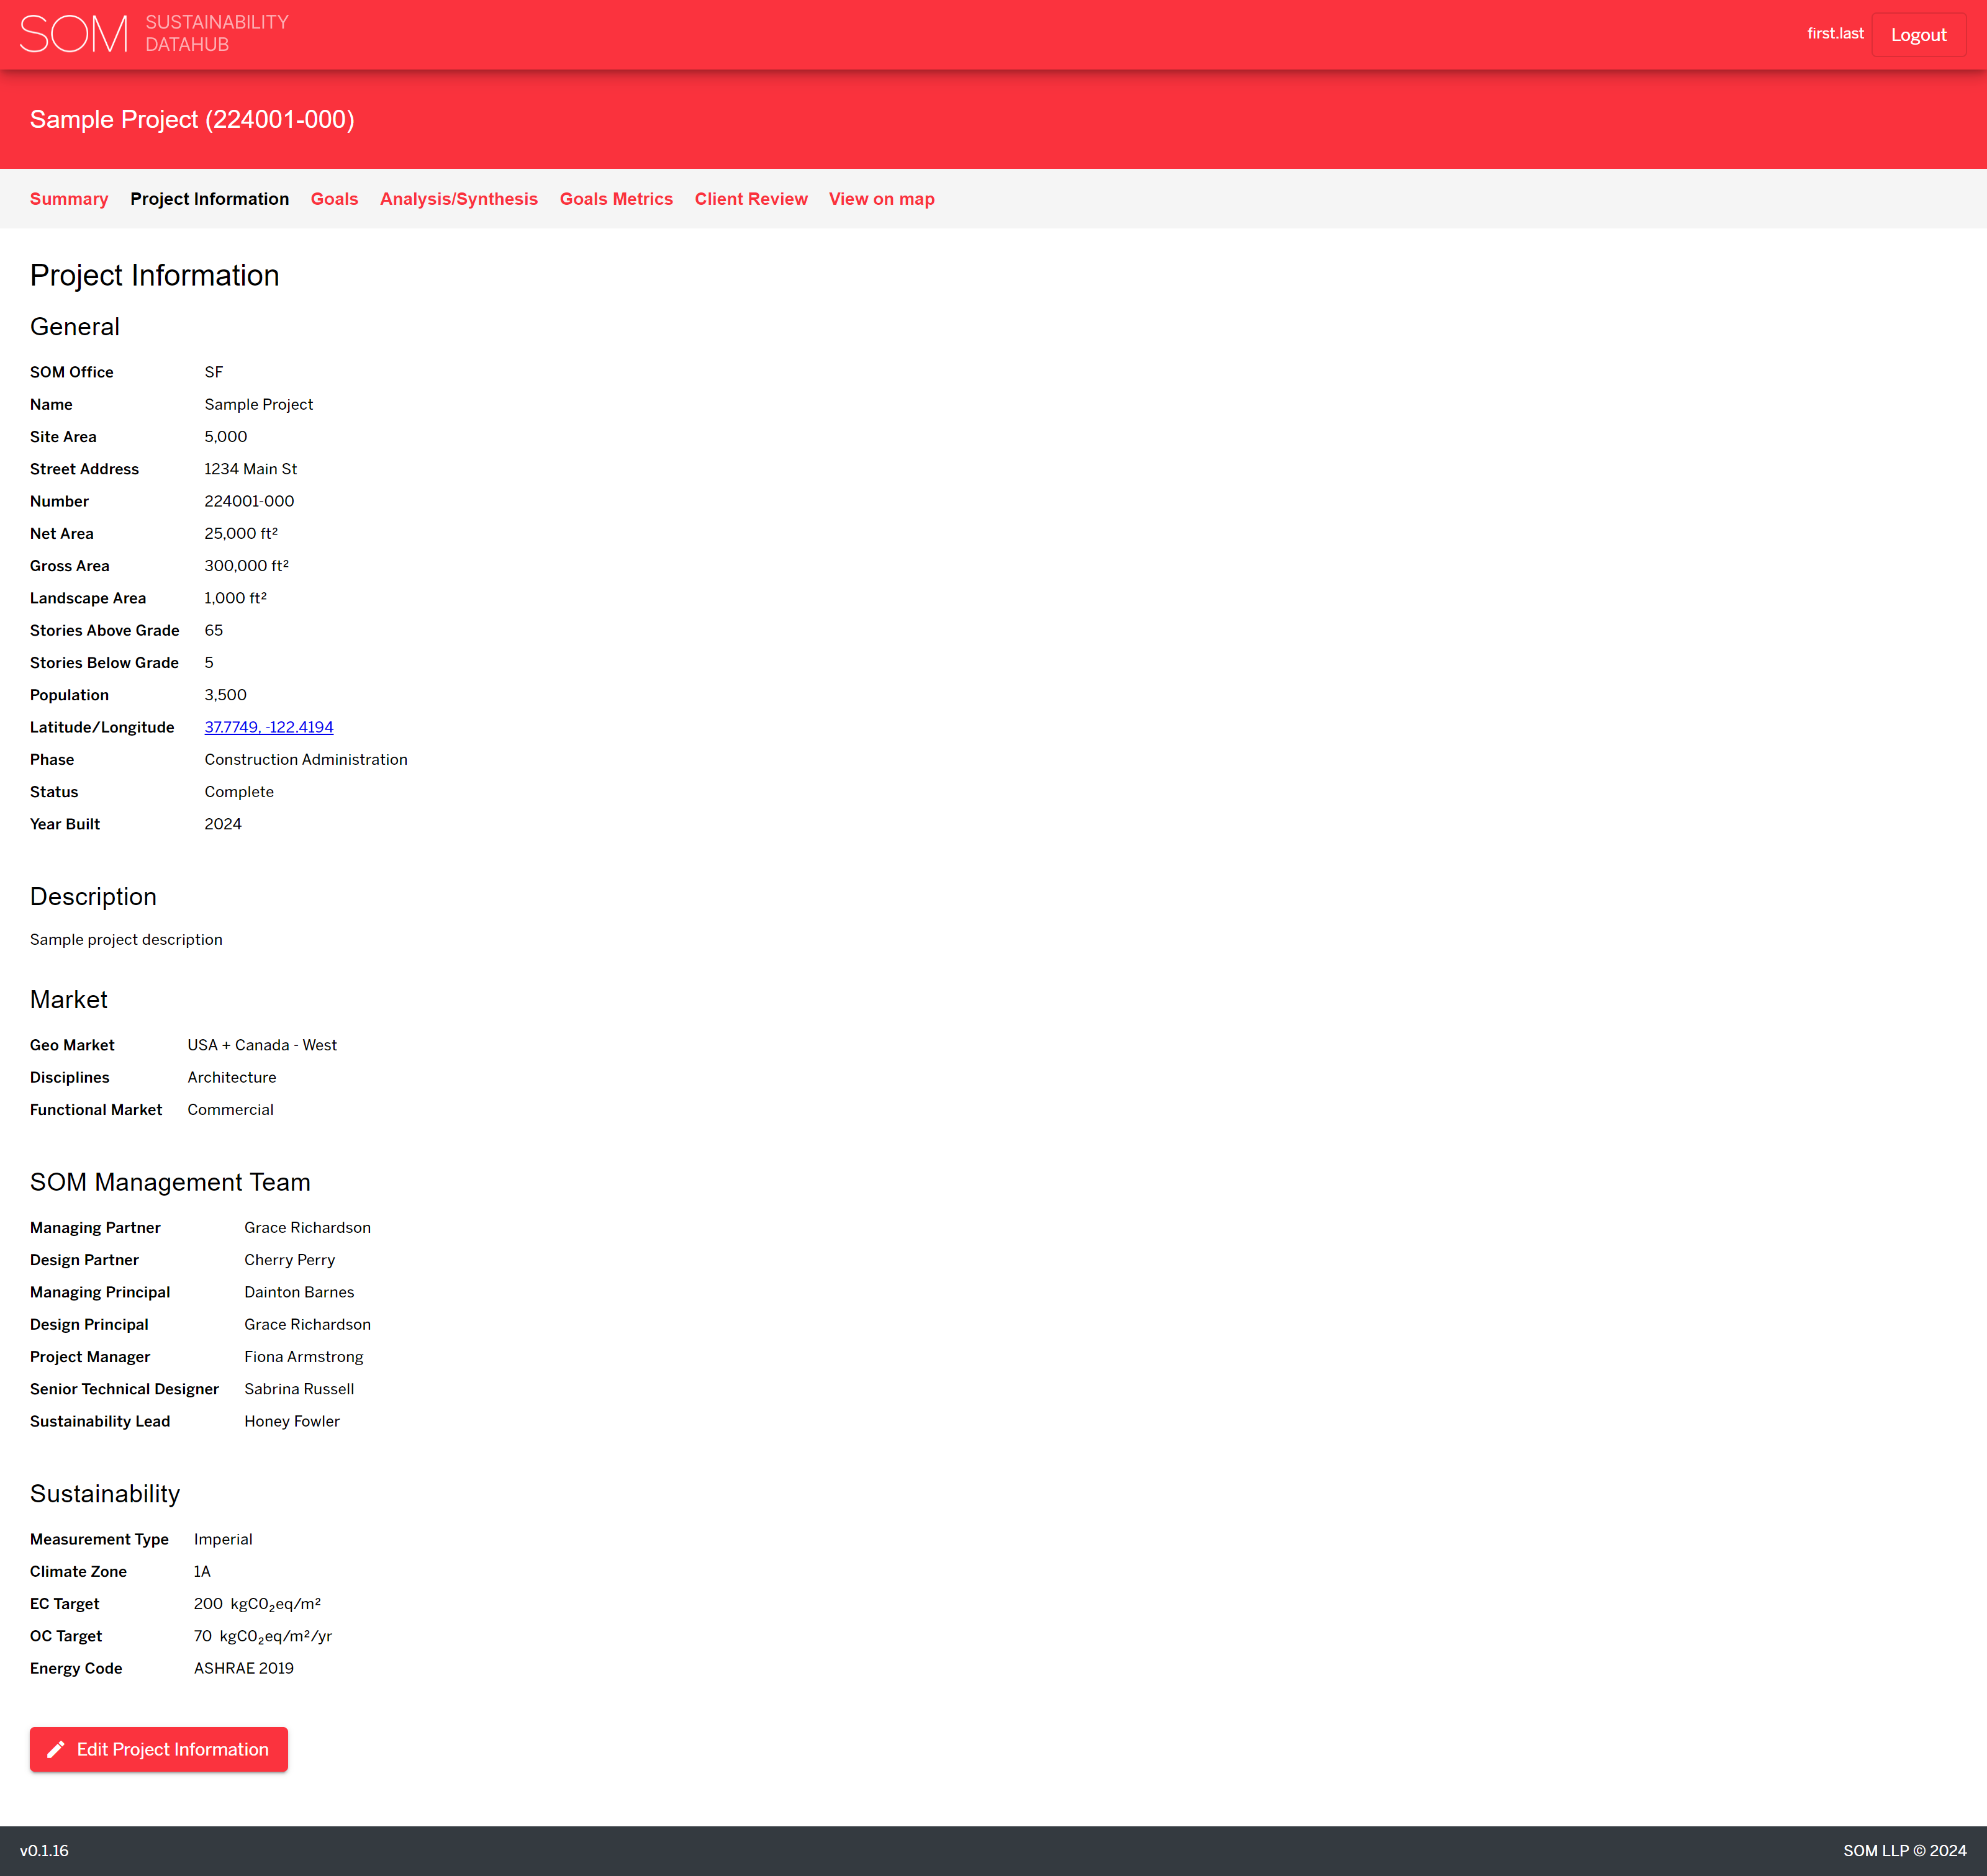 SOM SUSTAINABILITY
DATAHUB
first.last Logout
Sample Project (224001-000)
Summary Project Information Goals Analysis/Synthesis Goals Metrics Client Review View on map
Project Information
General
SOM Office SF
Name Sample Project
Site Area 5,000
Street Address 1234 Main St
Number 224001-000
Net Area 25,000 ft²
Gross Area 300,000 ft²
Landscape Area 1,000 ft²
Stories Above Grade 65
Stories Below Grade 5
Population 3,500
Latitude/Longitude 37.7749, -122.4194
Phase Construction Administration
Status Complete
Year Built 2024
Description
Sample project description
Market
Geo Market USA + Canada - West
Disciplines Architecture
Functional Market Commercial
SOM Management Team
Managing Partner Grace Richardson
Design Partner Cherry Perry
Managing Principal Dainton Barnes
Design Principal Grace Richardson
Project Manager Fiona Armstrong
Senior Technical Designer Sabrina Russell
Sustainability Lead Honey Fowler
Sustainability
Measurement Type Imperial
Climate Zone 1A
EC Target 200 kgC0₂eq/m²
OC Target 70 kgC0₂eq/m²/yr
Energy Code ASHRAE 2019
Edit Project Information
v0.1.16 SOM LLP © 2024